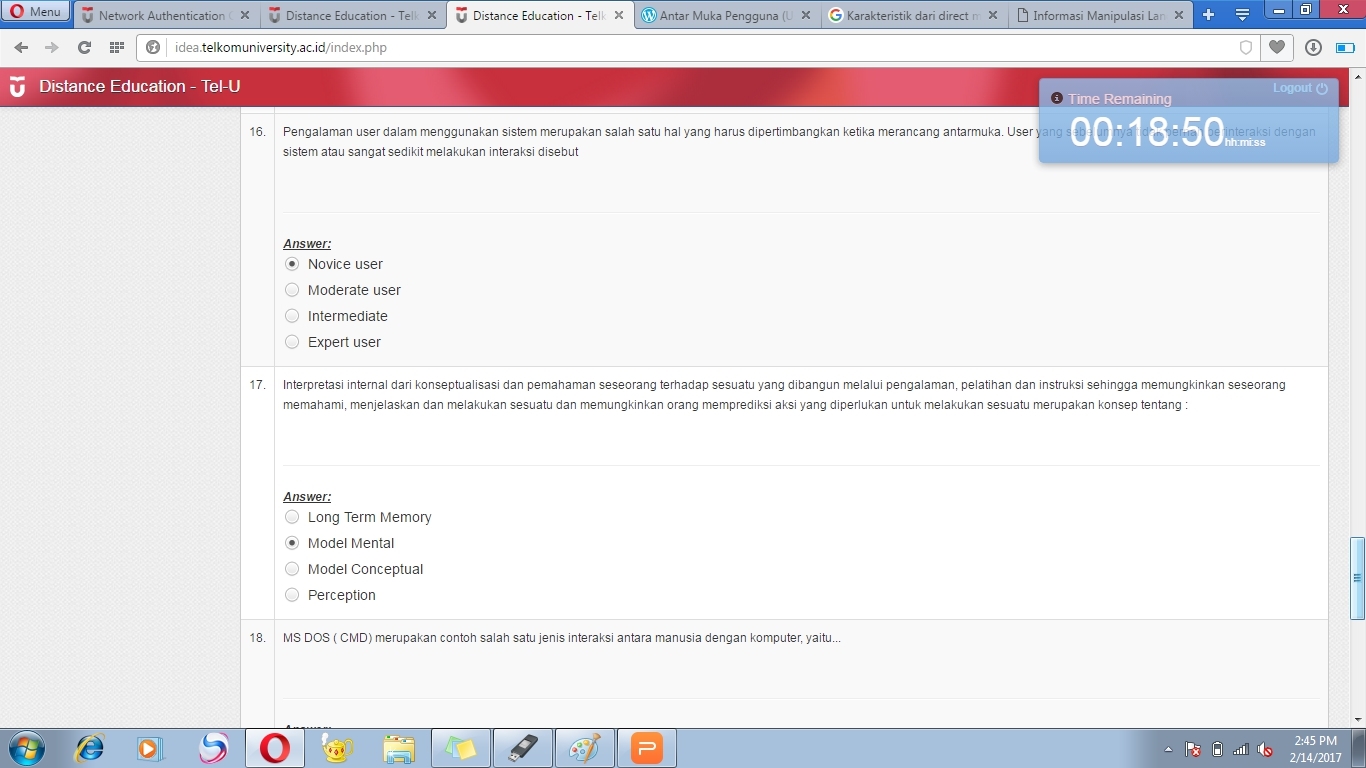 Menu
Network Authentication
Distance Education - Telk
Distance Education - Telk
Antar Muka Pengguna (U
Karakteristik dari direct m
Informasi Manipulasi Lan
idea.telkomuniversity.ac.id/index.php
Distance Education - Tel-U
Logout
Time Remaining
00:18:50 hh:mi:ss
16. Pengalaman user dalam menggunakan sistem merupakan salah satu hal yang harus dipertimbangkan ketika merancang antarmuka. User yang sebelumnya tidak pernah berinteraksi dengan
sistem atau sangat sedikit melakukan interaksi disebut
Answer:
Novice user
Moderate user
Intermediate
Expert user
17. Interpretasi internal dari konseptualisasi dan pemahaman seseorang terhadap sesuatu yang dibangun melalui pengalaman, pelatihan dan instruksi sehingga memungkinkan seseorang
memahami, menjelaskan dan melakukan sesuatu dan memungkinkan orang memprediksi aksi yang diperlukan untuk melakukan sesuatu merupakan konsep tentang :
Answer:
Long Term Memory
Model Mental
Model Conceptual
Perception
18. MS DOS ( CMD) merupakan contoh salah satu jenis interaksi antara manusia dengan komputer, yaitu...
2:45 PM
2/14/2017